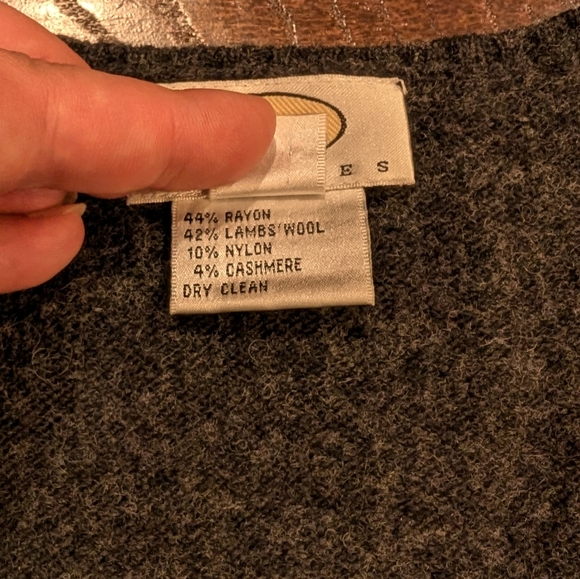 E S
44% RAYON
42% LAMBS'WOOL
10% NYLON
4% CASHMERE
DRY CLEAN